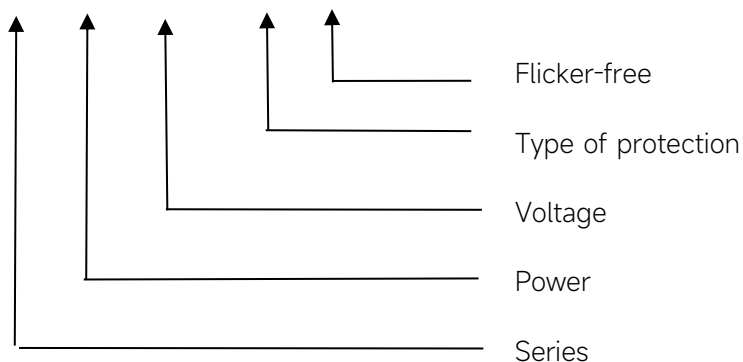 Flicker-free
Type of protection
Voltage
Power
Series